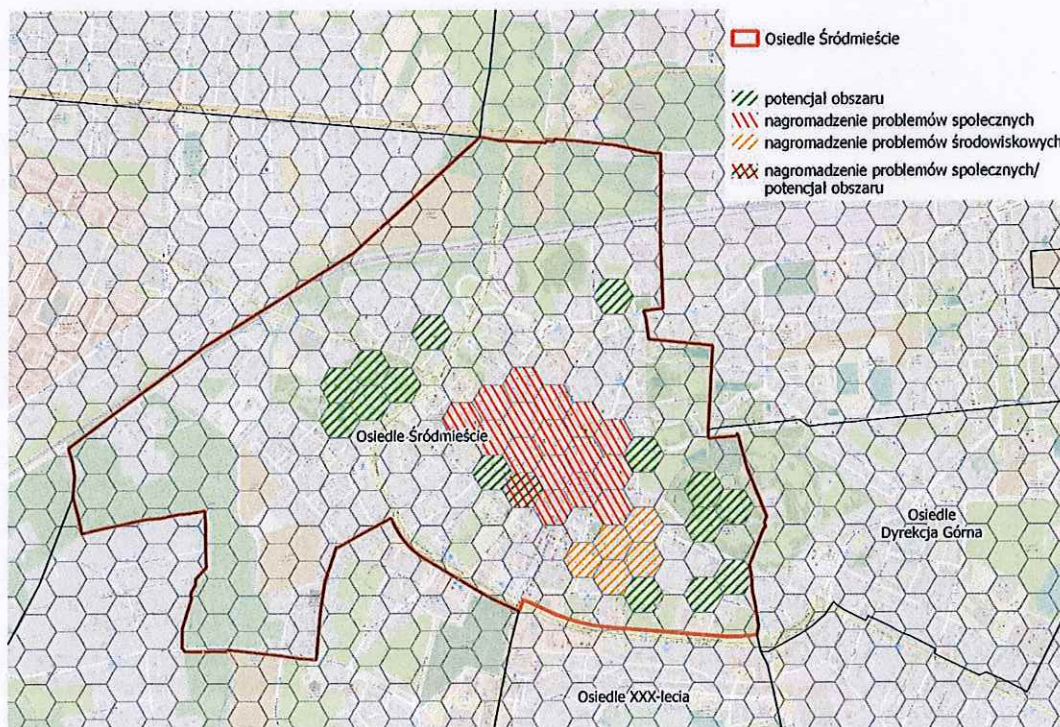 Osiedle Śródmieście
potencjał obszaru
nagromadzenie problemów społecznych
nagromadzenie problemów środowiskowych
nagromadzenie problemów społecznych/
potencjał obszaru
Osiedle Śródmieście
Osiedle
Dyrekcja Górna
Osiedle XXX-lecia